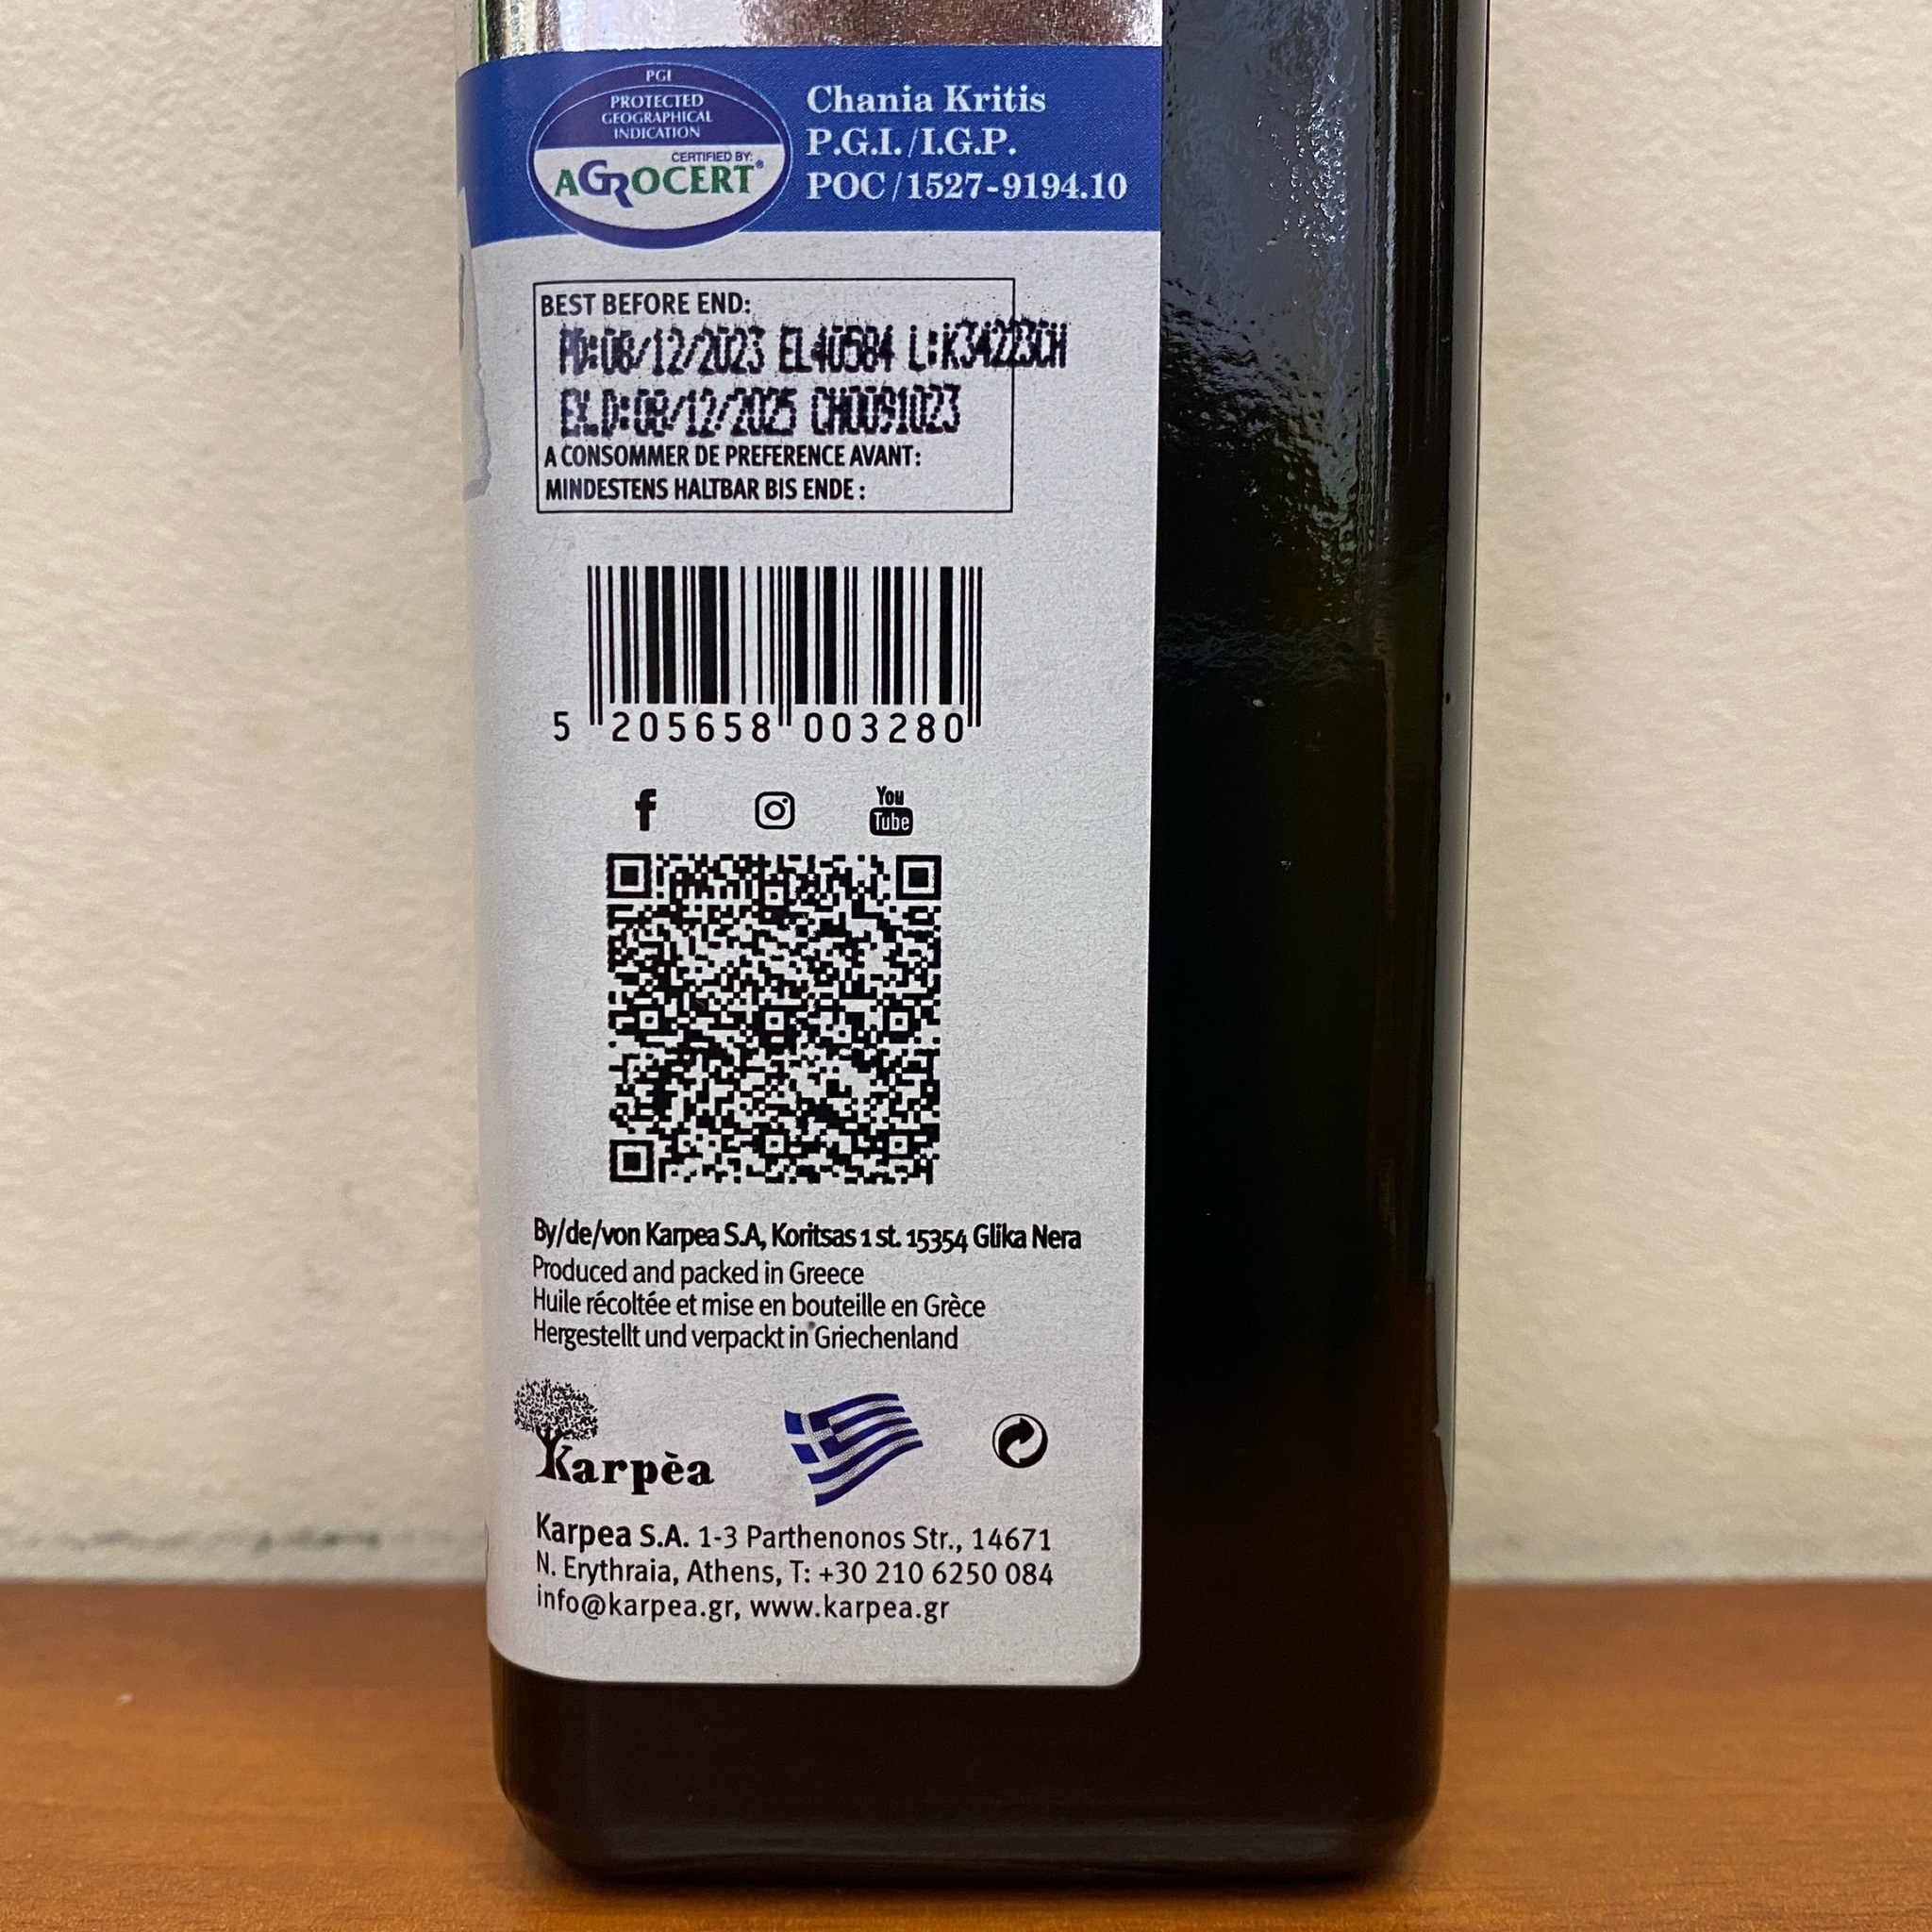 PGI
PROTECTED
GEOGRAPHICAL
INDICATION
CERTIFIED BY:
AGROCERT®
Chania Kritis
P.G.I./I.G.P.
POC/1527-9194.10
BEST BEFORE END:
PD:08/12/2023 EL40584 L:K34223CH
EX.D:08/12/2025 CH0091023
A CONSOMMER DE PREFERENCE AVANT:
MINDESTENS HALTBAR BIS ENDE :
5 205658 003280
f
You
Tube
By/de/von Karpea S.A, Koritsas 1 st. 15354 Glika Nera
Produced and packed in Greece
Huile récoltée et mise en bouteille en Grèce
Hergestellt und verpackt in Griechenland
Karpèa
Karpea S.A. 1-3 Parthenonos Str., 14671
N. Erythraia, Athens, T: +30 210 6250 084
info@karpea.gr, www.karpea.gr